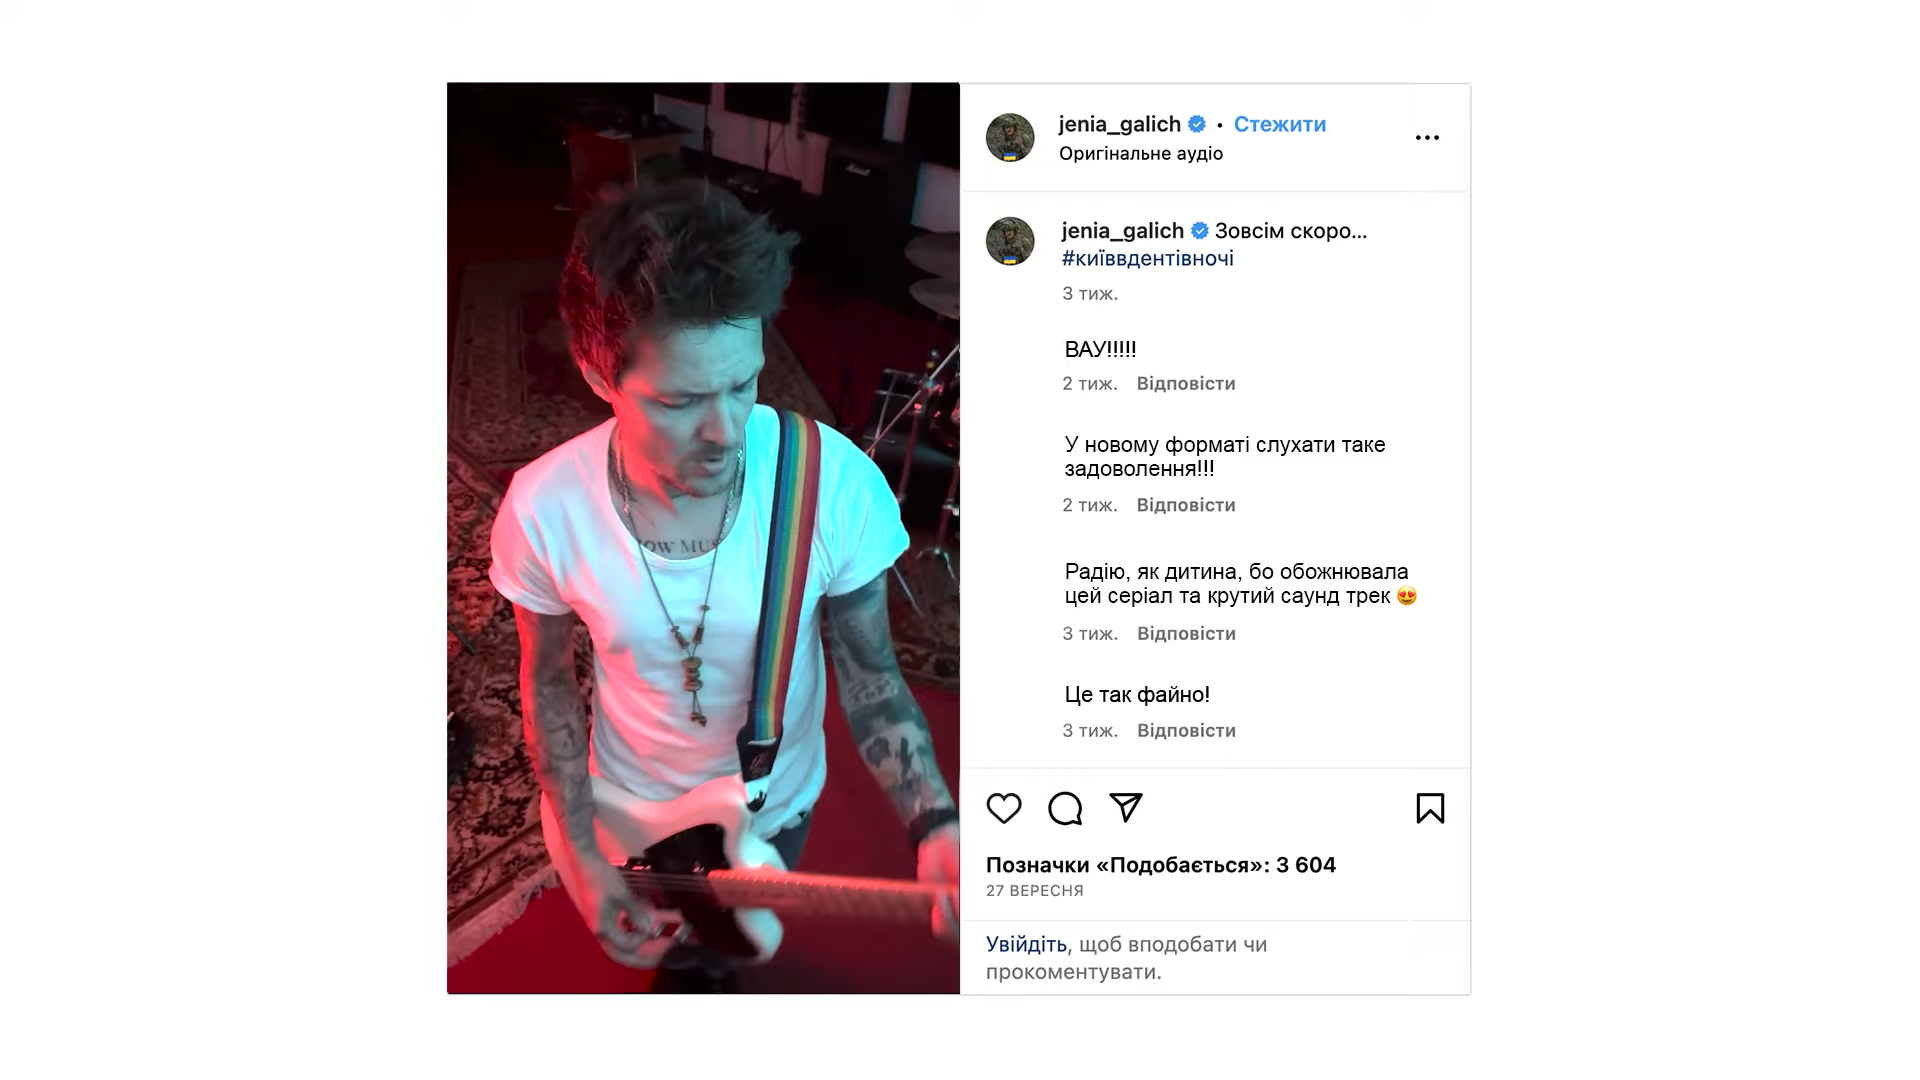 jenia_galich • Стежити
Оригінальне аудіо
jenia_galich Зовсім скоро...
#київвдентівночі
3 тиж.
ВАУ!!!!!
2 тиж. Відповісти
У новому форматі слухати таке
задоволення!!!
2 тиж. Відповісти
Радію, як дитина, бо обожнювала
цей серіал та крутий саунд трек 😍
3 тиж. Відповісти
Це так файно!
3 тиж. Відповісти
Позначки «Подобається»: 3 604
27 ВЕРЕСНЯ
Увійдіть, щоб вподобати чи
прокоментувати.